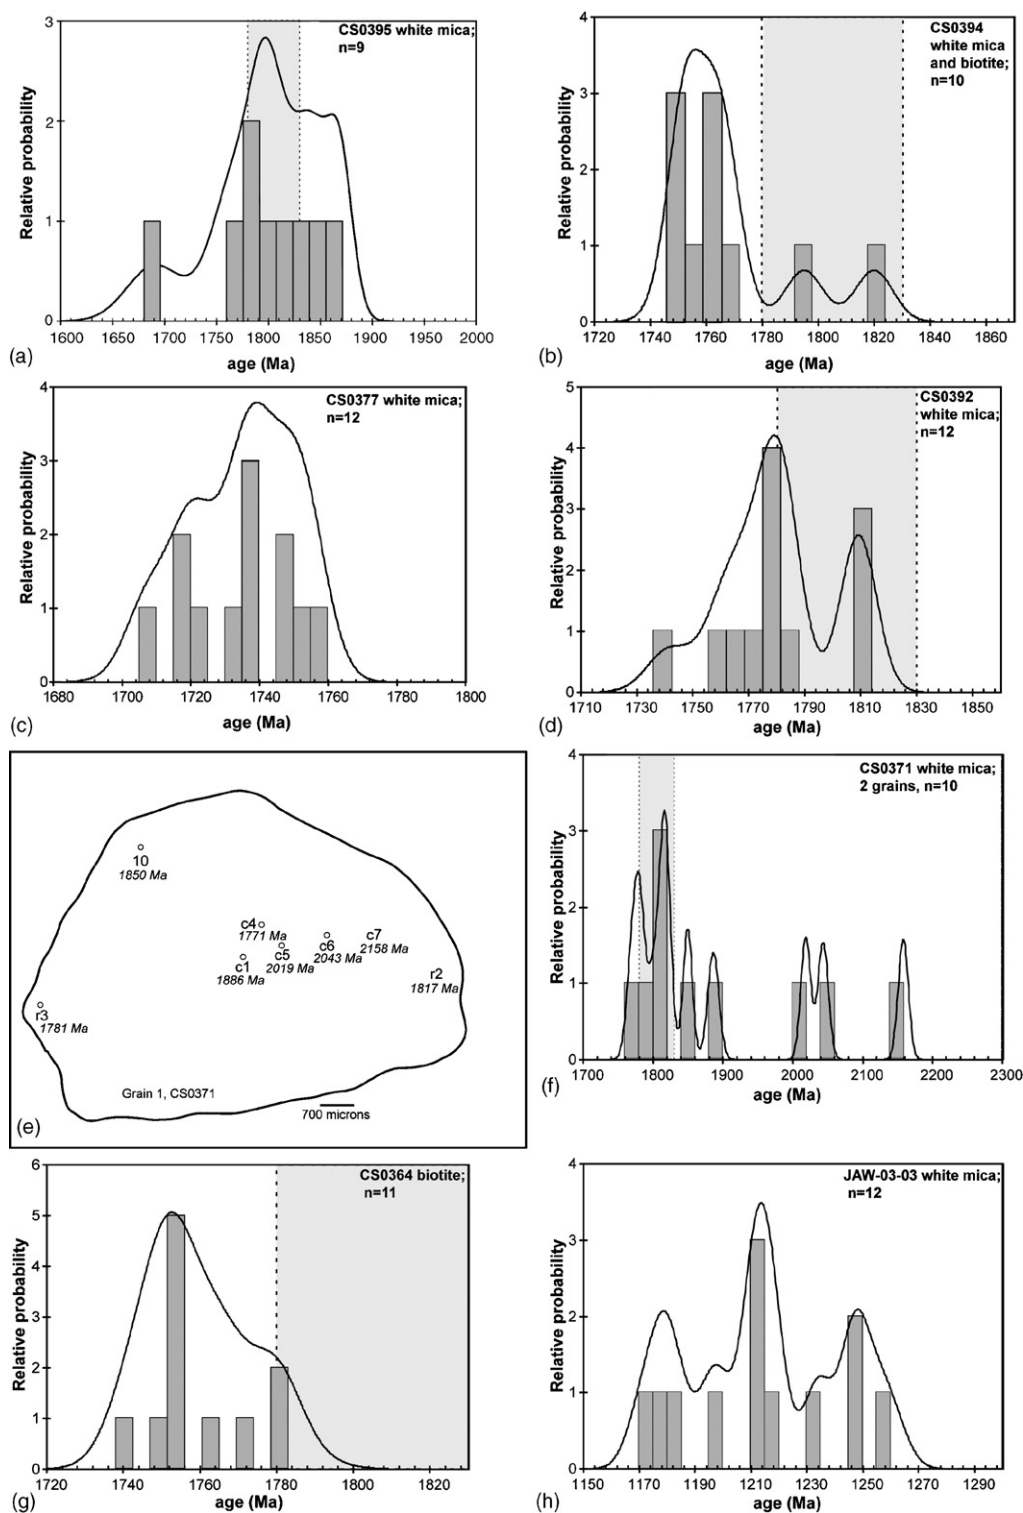 3
2
1
0
Relative probability
CS0395 white mica;
n=9
1600 1700 1800 1900 2000
age (Ma)
(a)
4
3
2
1
0
Relative probability
CS0394
white mica
and biotite;
n=10
1720 1740 1760 1780 1800 1820 1840 1860
age (Ma)
(b)
4
3
2
1
0
Relative probability
CS0377 white mica;
n=12
1680 1700 1720 1740 1760 1780 1800
age (Ma)
(c)
5
4
3
2
1
0
Relative probability
CS0392
white mica;
n=12
1710 1730 1750 1770 1790 1810 1830 1850
age (Ma)
(d)
10
1850 Ma
c4
1771 Ma
c7
2158 Ma
c6
2043 Ma
c5
2019 Ma
c1
1886 Ma
r2
1817 Ma
r3
1781 Ma
Grain 1, CS0371
700 microns
(e)
4
3
2
1
0
Relative probability
CS0371 white mica;
2 grains, n=10
1700 1800 1900 2000 2100 2200 2300
age (Ma)
(f)
6
5
4
3
2
1
0
Relative probability
CS0364 biotite;
n=11
1720 1740 1760 1780 1800 1820
age (Ma)
(g)
4
3
2
1
0
Relative probability
JAW-03-03 white mica;
n=12
1150 1170 1190 1210 1230 1250 1270 1290
age (Ma)
(h)